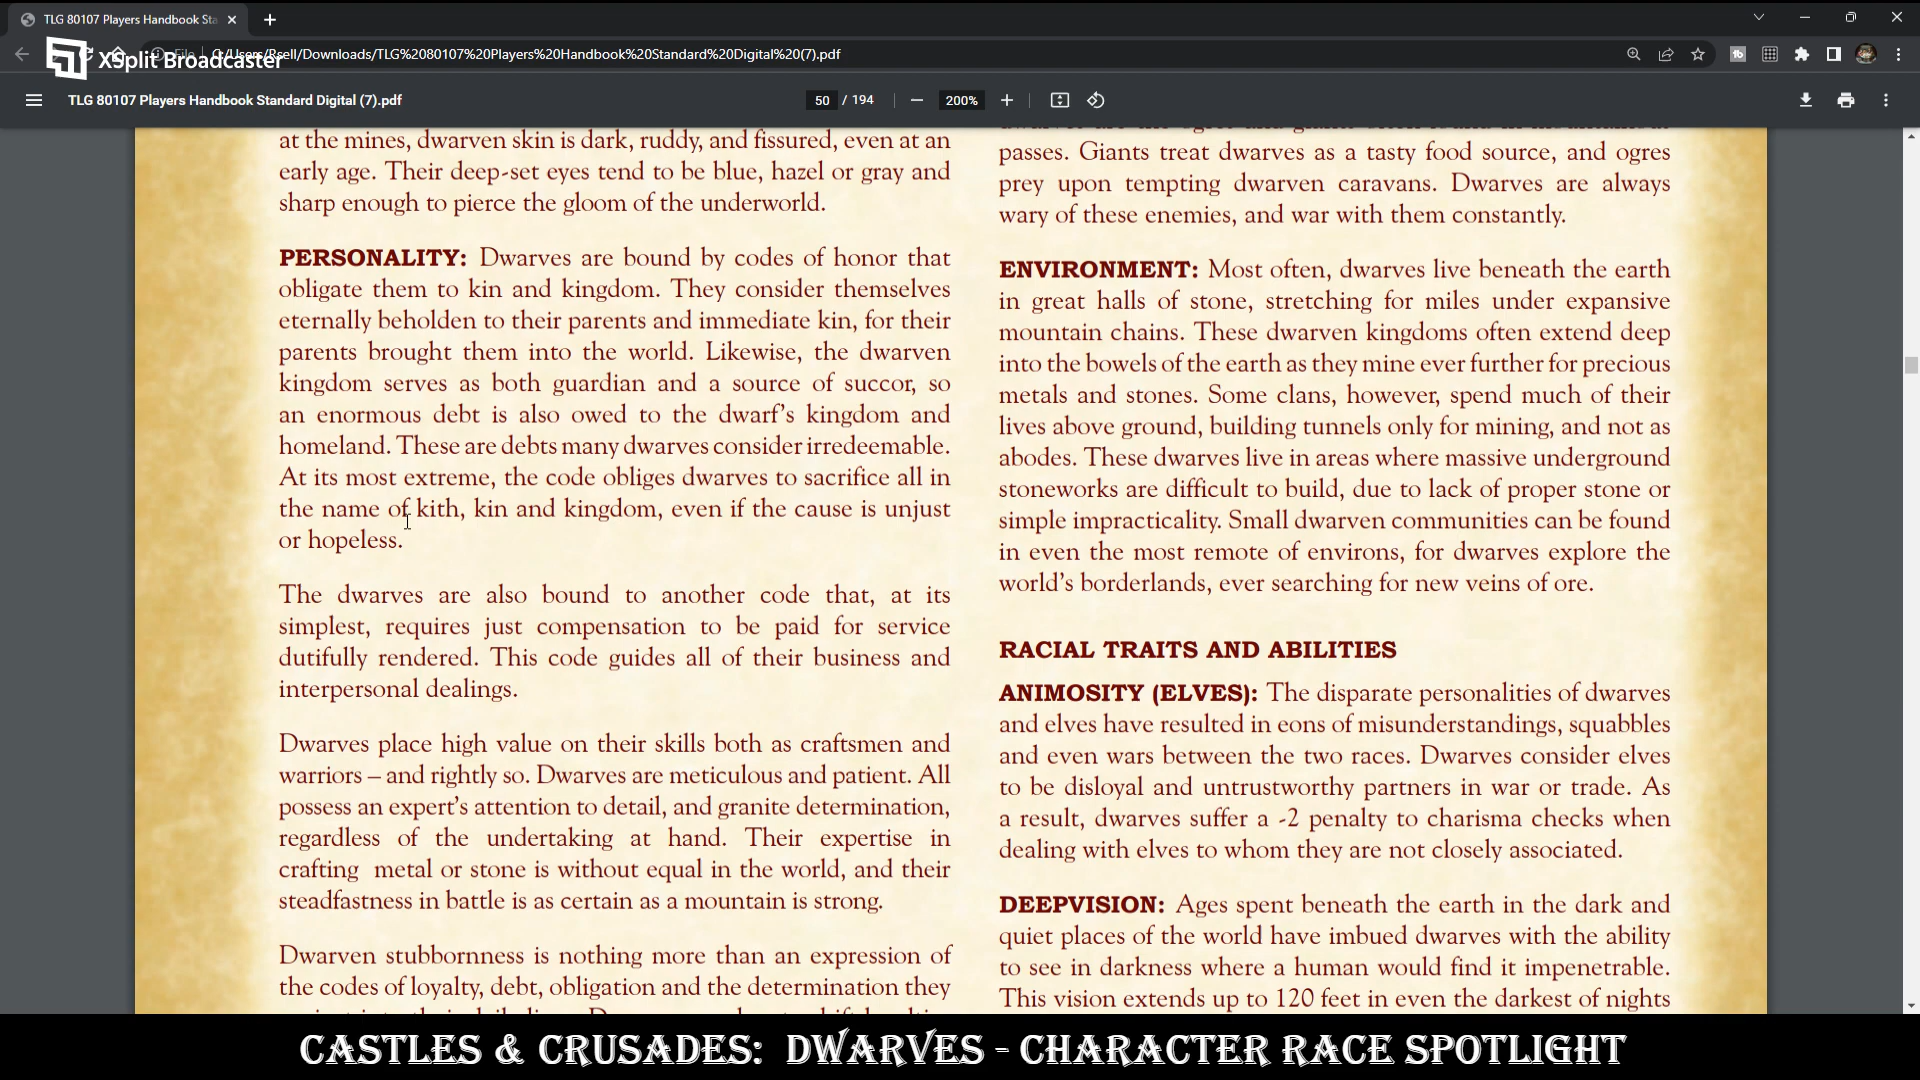 TLG 80107 Players Handbook Sta
XSplit Broadcaster
File
C:/Users/Rsell/Downloads/TLG%2080107%20Players%20Handbook%20Standard%20Digital%20(7).pdf
TLG 80107 Players Handbook Standard Digital (7).pdf
50 / 194
200%
at the mines, dwarven skin is dark, ruddy, and fissured, even at an
early age. Their deep-set eyes tend to be blue, hazel or gray and
sharp enough to pierce the gloom of the underworld.
PERSONALITY: Dwarves are bound by codes of honor that
obligate them to kin and kingdom. They consider themselves
eternally beholden to their parents and immediate kin, for their
parents brought them into the world. Likewise, the dwarven
kingdom serves as both guardian and a source of succor, so
an enormous debt is also owed to the dwarf's kingdom and
homeland. These are debts many dwarves consider irredeemable.
At its most extreme, the code obliges dwarves to sacrifice all in
the name of kith, kin and kingdom, even if the cause is unjust
or hopeless.
The dwarves are also bound to another code that, at its
simplest, requires just compensation to be paid for service
dutifully rendered. This code guides all of their business and
interpersonal dealings.
Dwarves place high value on their skills both as craftsmen and
warriors – and rightly so. Dwarves are meticulous and patient. All
possess an expert's attention to detail, and granite determination,
regardless of the undertaking at hand. Their expertise in
crafting metal or stone is without equal in the world, and their
steadfastness in battle is as certain as a mountain is strong.
Dwarven stubbornness is nothing more than an expression of
the codes of loyalty, debt, obligation and the determination they
passes. Giants treat dwarves as a tasty food source, and ogres
prey upon tempting dwarven caravans. Dwarves are always
wary of these enemies, and war with them constantly.
ENVIRONMENT: Most often, dwarves live beneath the earth
in great halls of stone, stretching for miles under expansive
mountain chains. These dwarven kingdoms often extend deep
into the bowels of the earth as they mine ever further for precious
metals and stones. Some clans, however, spend much of their
lives above ground, building tunnels only for mining, and not as
abodes. These dwarves live in areas where massive underground
stoneworks are difficult to build, due to lack of proper stone or
simple impracticality. Small dwarven communities can be found
in even the most remote of environs, for dwarves explore the
world's borderlands, ever searching for new veins of ore.
RACIAL TRAITS AND ABILITIES
ANIMOSITY (ELVES): The disparate personalities of dwarves
and elves have resulted in eons of misunderstandings, squabbles
and even wars between the two races. Dwarves consider elves
to be disloyal and untrustworthy partners in war or trade. As
a result, dwarves suffer a -2 penalty to charisma checks when
dealing with elves to whom they are not closely associated.
DEEPVISION: Ages spent beneath the earth in the dark and
quiet places of the world have imbued dwarves with the ability
to see in darkness where a human would find it impenetrable.
This vision extends up to 120 feet in even the darkest of nights
CASTLES & CRUSADES: DWARVES - CHARACTER RACE SPOTLIGHT